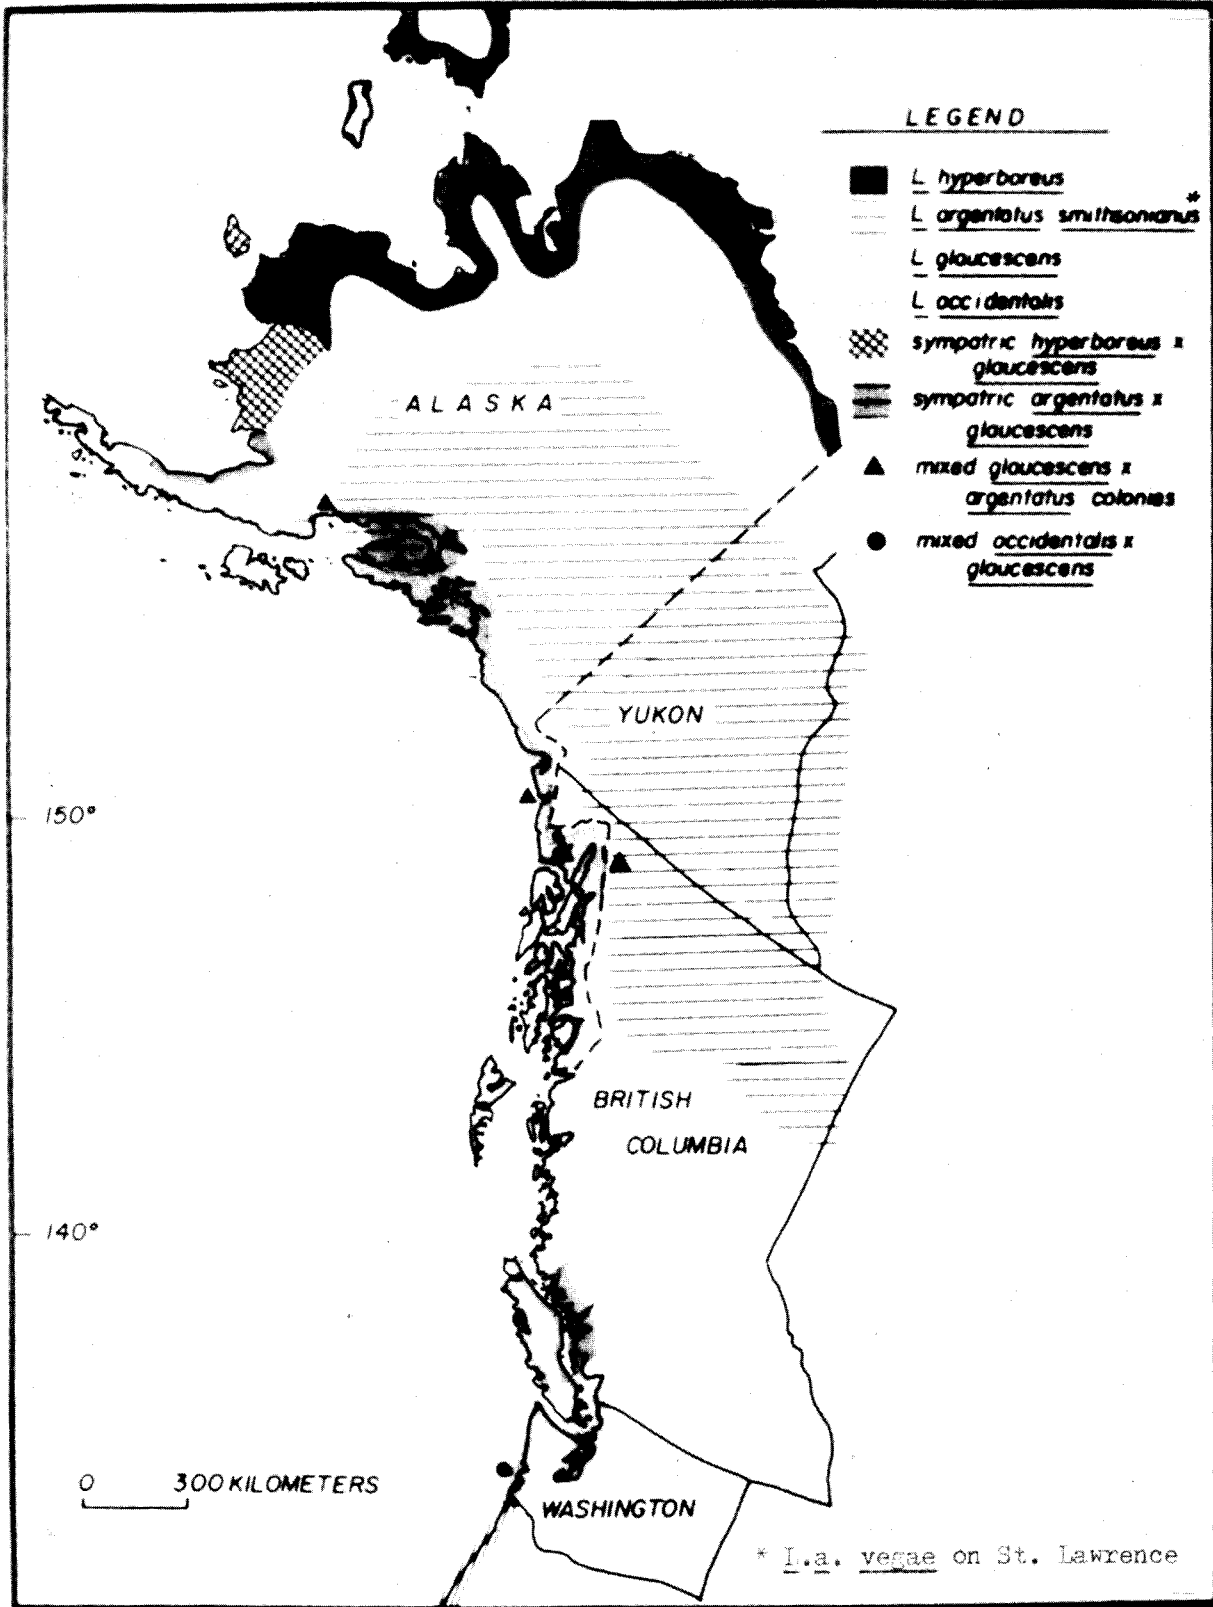 LEGEND
L hyperboreus
*
L argentatus smithsonianus
L glaucescens
L occidentalis
sympatric hyperboreus x
glaucescens
sympatric argentatus x
glaucescens
mixed glaucescens x
argentatus colonies
mixed occidentalis x
glaucescens
ALASKA
YUKON
150°
BRITISH
COLUMBIA
140°
0 300 KILOMETERS
WASHINGTON
* L.a. vegae on St. Lawrence